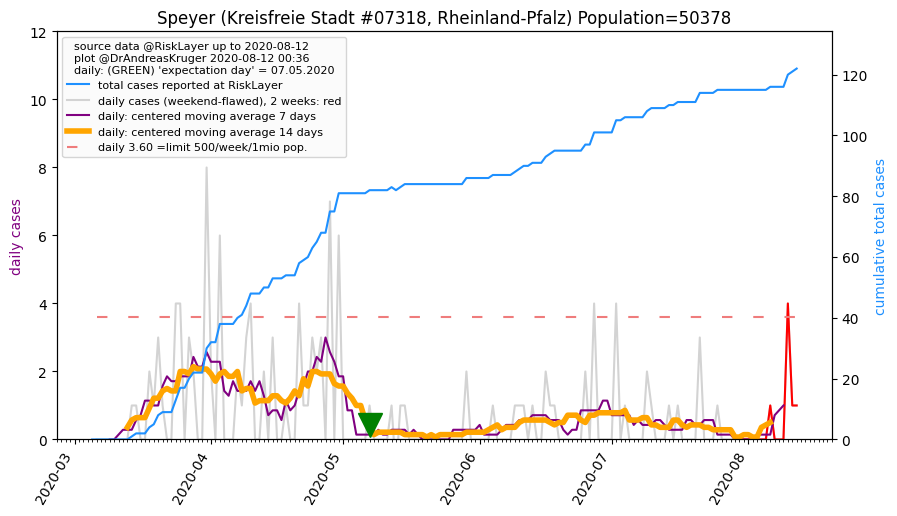 Speyer (Kreisfreie Stadt #07318, Rheinland-Pfalz) Population=50378
source data @RiskLayer up to 2020-08-12
plot @DrAndreasKruger 2020-08-12 00:36
daily: (GREEN) 'expectation day' = 07.05.2020
total cases reported at RiskLayer
daily cases (weekend-flawed), 2 weeks: red
daily: centered moving average 7 days
daily: centered moving average 14 days
daily 3.60 =limit 500/week/1mio pop.
daily cases
12
10
8
6
4
2
0
cumulative total cases
120
100
80
60
40
20
0
2020-03
2020-04
2020-05
2020-06
2020-07
2020-08